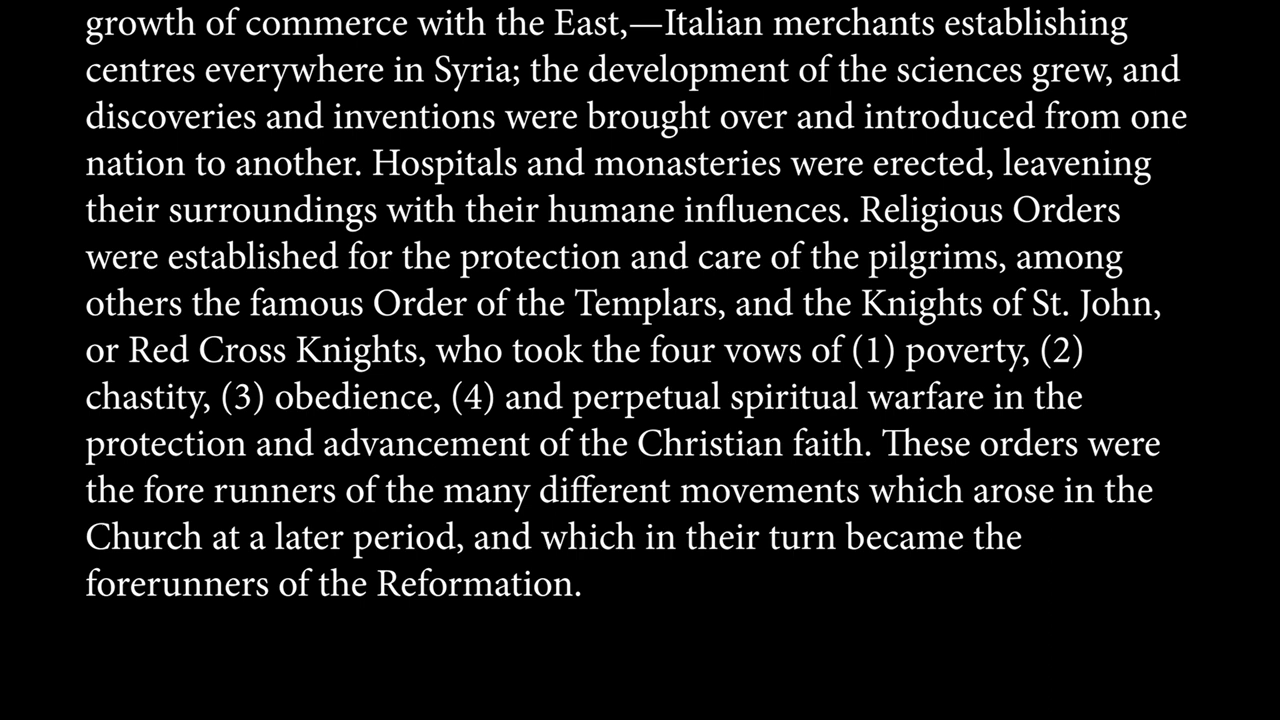 growth of commerce with the East,—Italian merchants establishing
centres everywhere in Syria; the development of the sciences grew, and
discoveries and inventions were brought over and introduced from one
nation to another. Hospitals and monasteries were erected, leavening
their surroundings with their humane influences. Religious Orders
were established for the protection and care of the pilgrims, among
others the famous Order of the Templars, and the Knights of St. John,
or Red Cross Knights, who took the four vows of (1) poverty, (2)
chastity, (3) obedience, (4) and perpetual spiritual warfare in the
protection and advancement of the Christian faith. These orders were
the fore runners of the many different movements which arose in the
Church at a later period, and which in their turn became the
forerunners of the Reformation.